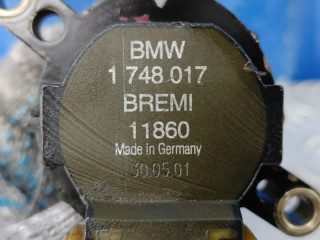 BMW
1 748 017
BREMI
11860
Made in Germany
30.05.01